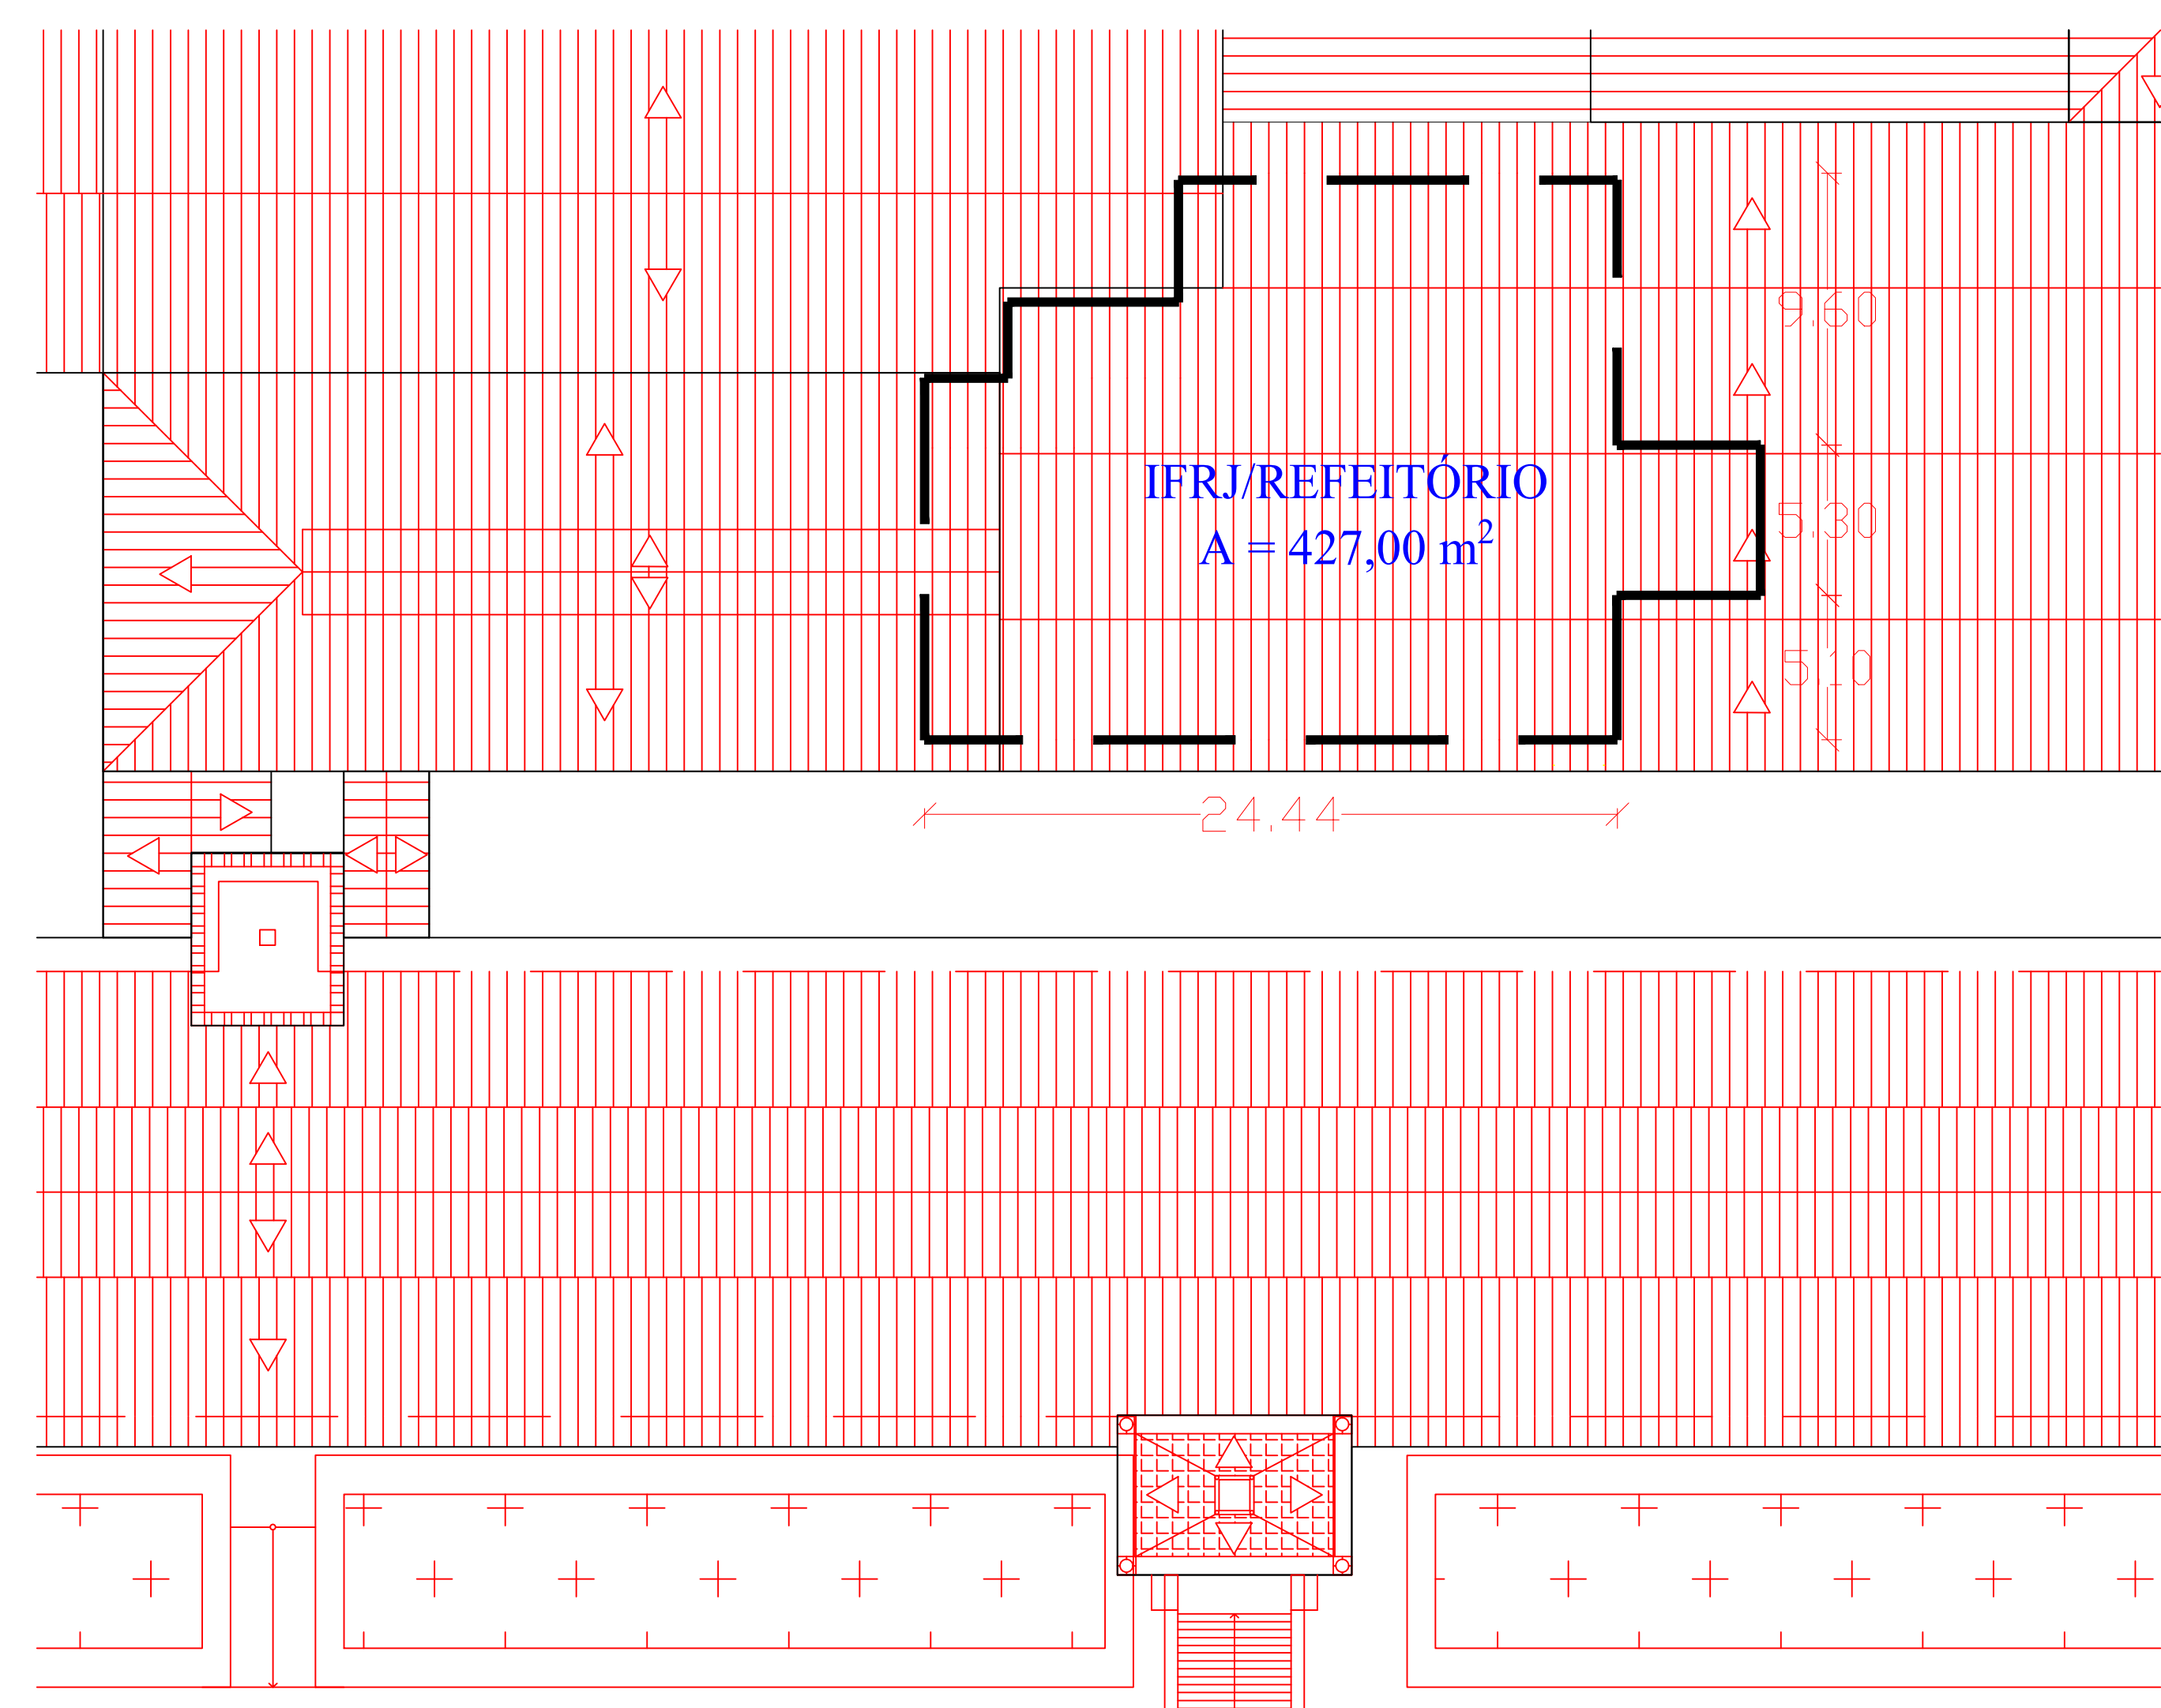 9.60
IFRJ/REFEITÓRIO
A = 427,00 m²
5.30
5.10
24.44